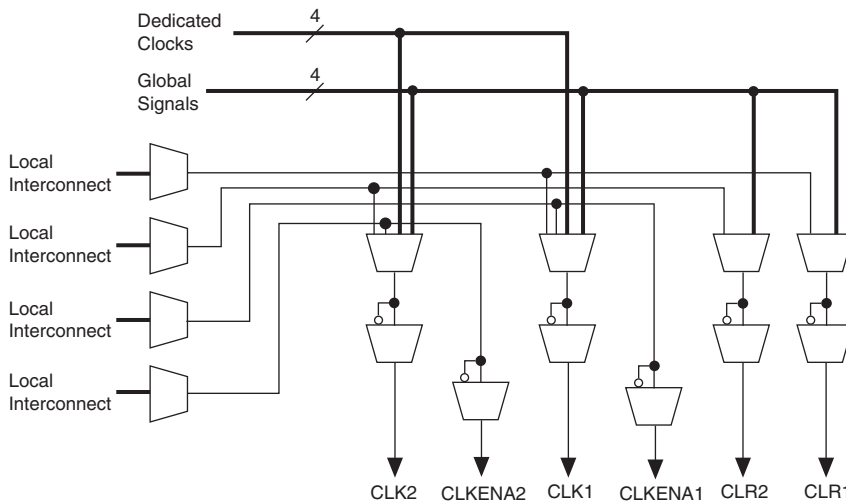 Dedicated
Clocks
4
Global
Signals
4
Local
Interconnect
Local
Interconnect
Local
Interconnect
Local
Interconnect
CLK2
CLKENA2
CLK1
CLKENA1
CLR2
CLR1